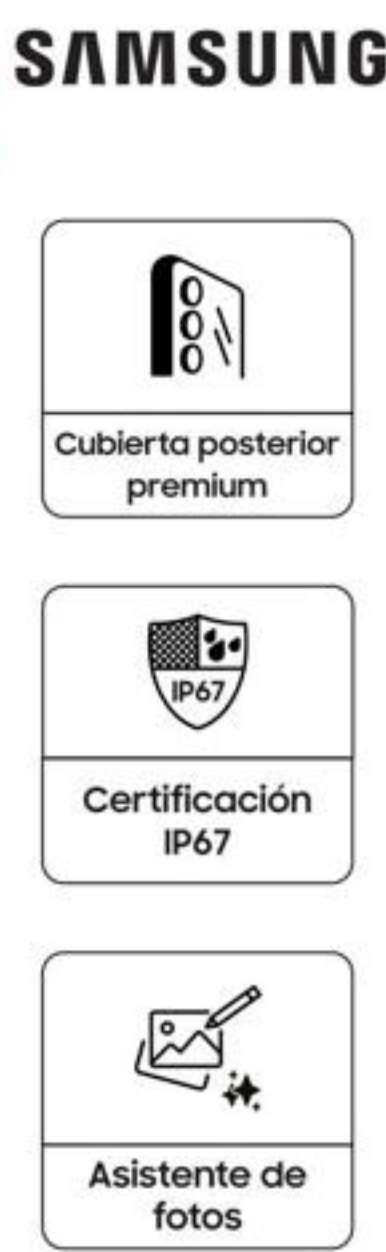 SAMSUNG
Cubierta posterior
premium
IP67
Certificación
IP67
Asistente de
fotos